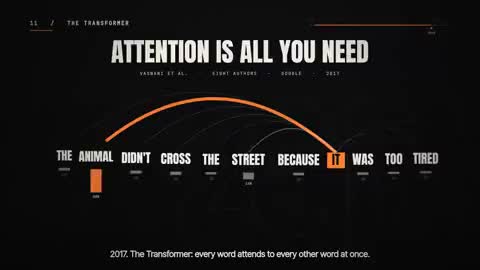 11 / THE TRANSFORMER
ATTENTION IS ALL YOU NEED
VASWANI ET AL. · EIGHT AUTHORS · GOOGLE · 2017
THE ANIMAL DIDN'T CROSS THE STREET BECAUSE IT WAS TOO TIRED
2017. The Transformer: every word attends to every other word at once.